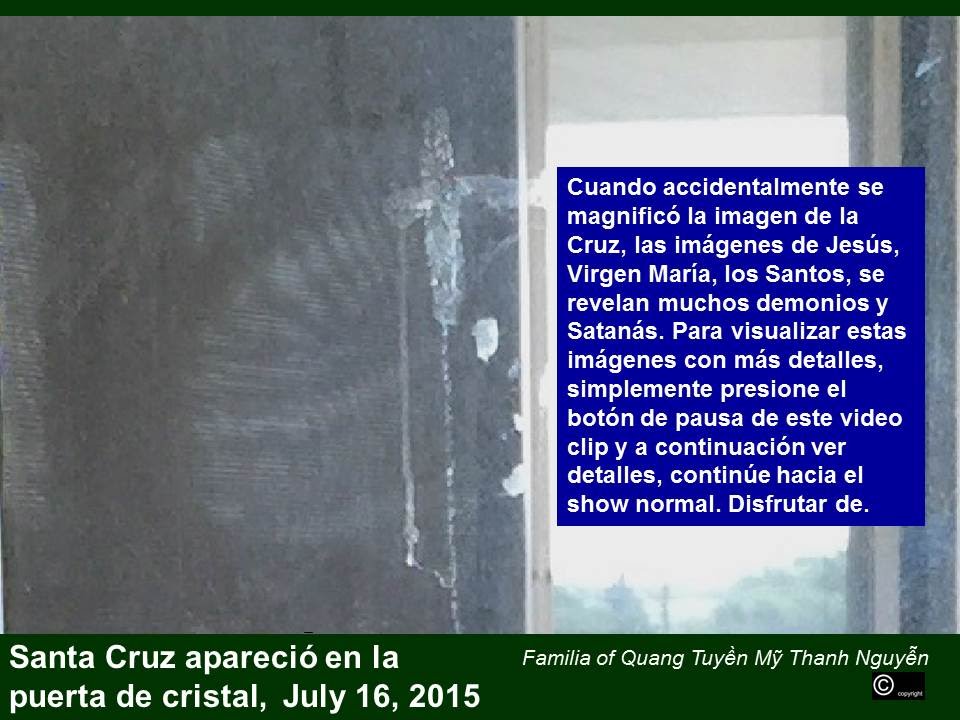 Cuando accidentalmente se
magnificó la imagen de la
Cruz, las imágenes de Jesús,
Virgen María, los Santos, se
revelan muchos demonios y
Satanás. Para visualizar estas
imágenes con más detalles,
simplemente presione el
botón de pausa de este video
clip y a continuación ver
detalles, continúe hacia el
show normal. Disfrutar de.
Santa Cruz apareció en la
puerta de cristal, July 16, 2015
Familia of Quang Tuyền Mỹ Thanh Nguyễn
© copyright